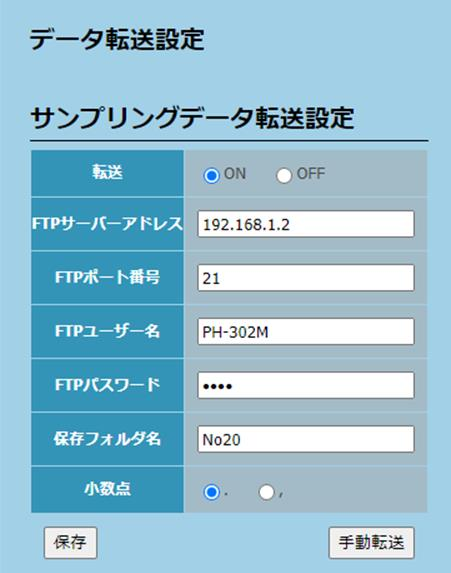 データ転送設定
サンプリングデータ転送設定
転送 ON OFF
FTPサーバーアドレス 192.168.1.2
FTPポート番号 21
FTPユーザー名 PH-302M
FTPパスワード ••••
保存フォルダ名 No20
小数点 . ,
保存 手動転送